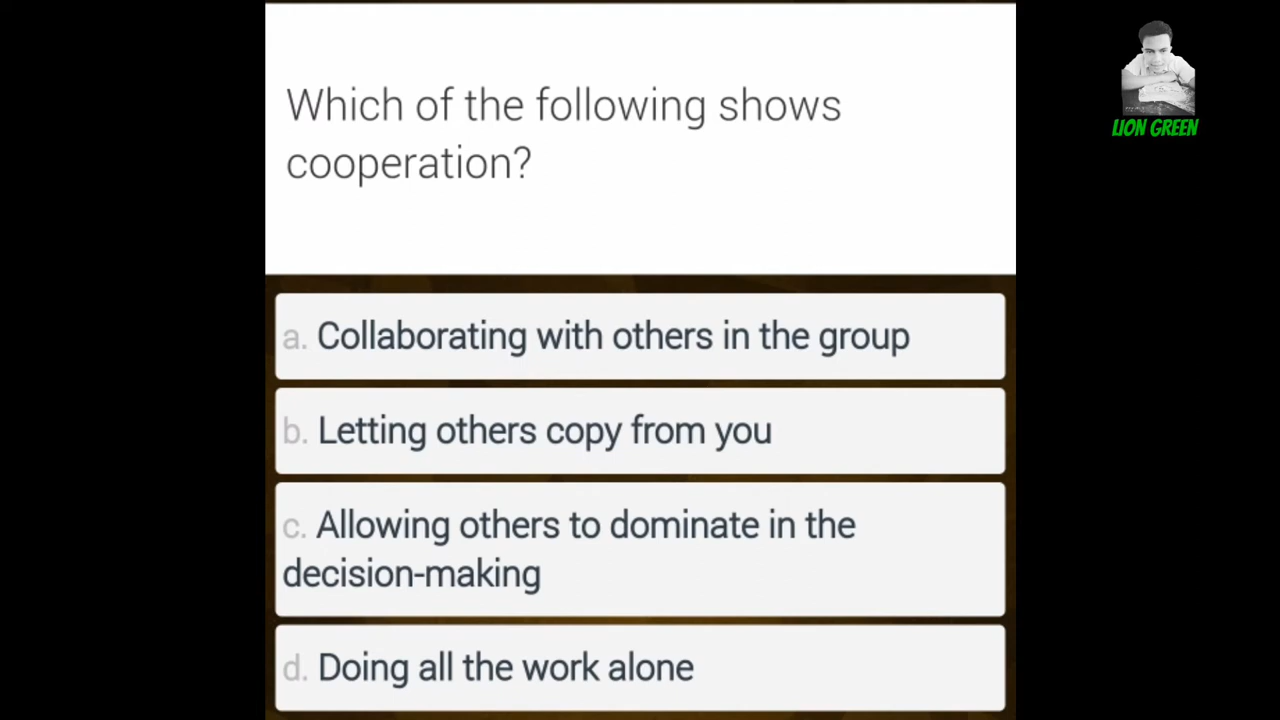 Which of the following shows
cooperation?
LION GREEN
a. Collaborating with others in the group
b. Letting others copy from you
c. Allowing others to dominate in the
decision-making
d. Doing all the work alone